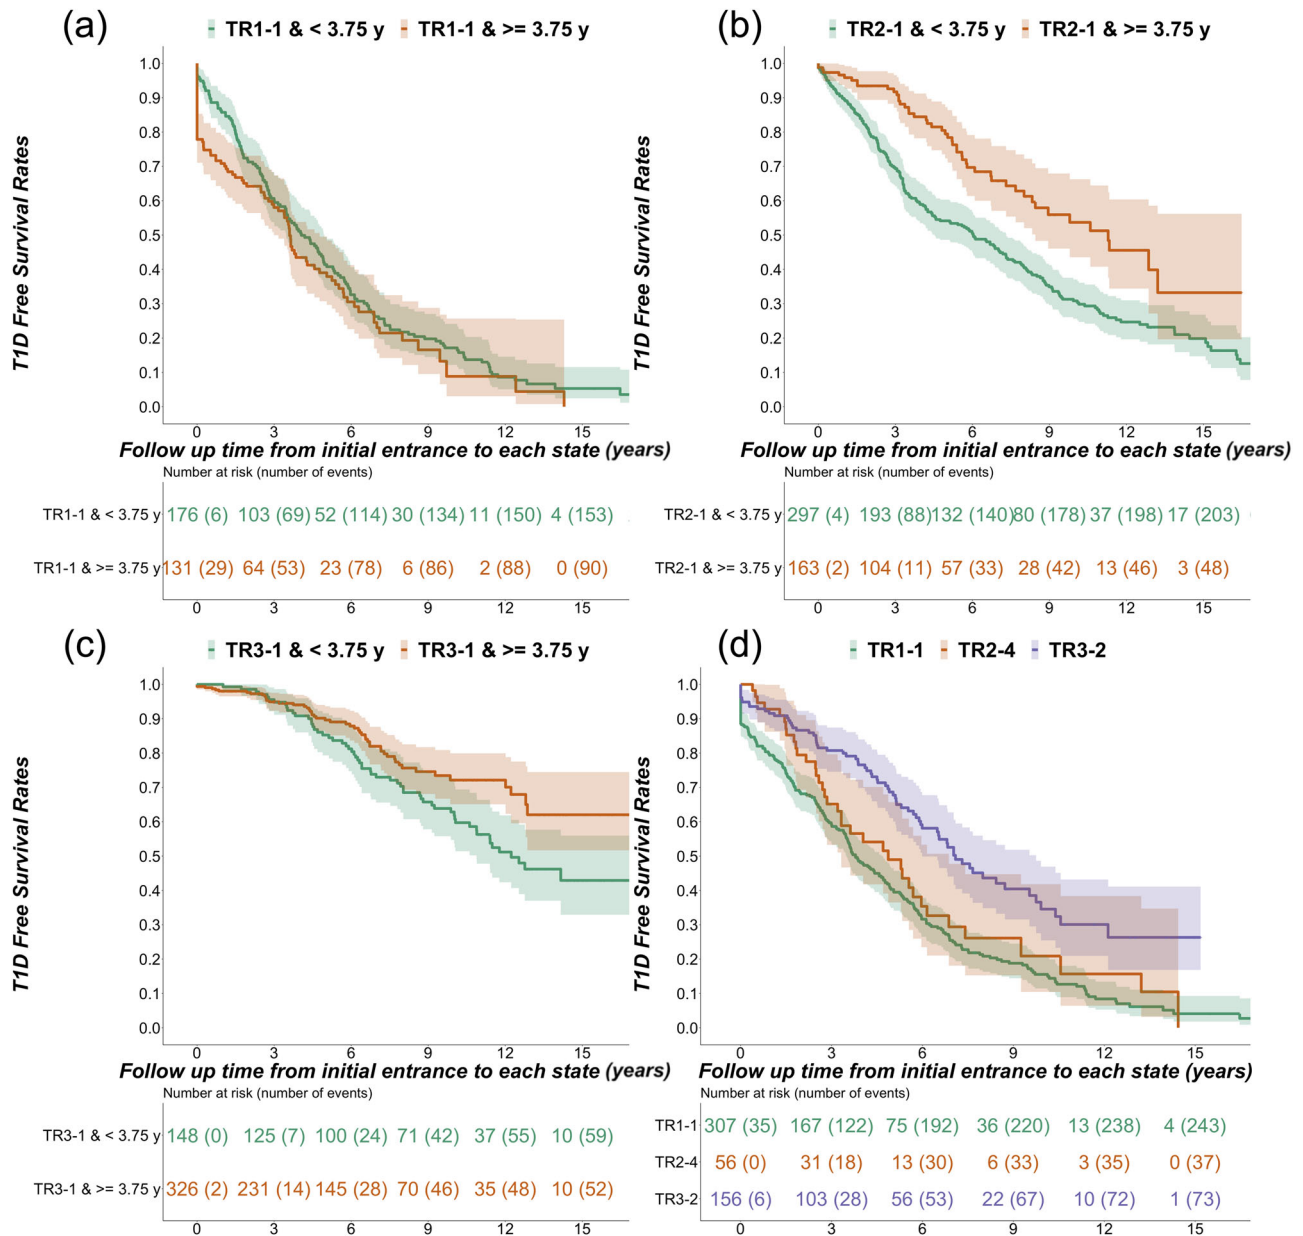 (a)
TR1-1 & < 3.75 y TR1-1 & >= 3.75 y
T1D Free Survival Rates
1.0
0.9
0.8
0.7
0.6
0.5
0.4
0.3
0.2
0.1
0.0
0 3 6 9 12 15
Follow up time from initial entrance to each state (years)
Number at risk (number of events)
TR1-1 & < 3.75 y 176 (6) 103 (69) 52 (114) 30 (134) 11 (150) 4 (153)
TR1-1 & >= 3.75 y 131 (29) 64 (53) 23 (78) 6 (86) 2 (88) 0 (90)
0 3 6 9 12 15
(b)
TR2-1 & < 3.75 y TR2-1 & >= 3.75 y
T1D Free Survival Rates
1.0
0.9
0.8
0.7
0.6
0.5
0.4
0.3
0.2
0.1
0.0
0 3 6 9 12 15
Follow up time from initial entrance to each state (years)
Number at risk (number of events)
TR2-1 & < 3.75 y 297 (4) 193 (88) 132 (140) 80 (178) 37 (198) 17 (203)
TR2-1 & >= 3.75 y 163 (2) 104 (11) 57 (33) 28 (42) 13 (46) 3 (48)
0 3 6 9 12 15
(c)
TR3-1 & < 3.75 y TR3-1 & >= 3.75 y
T1D Free Survival Rates
1.0
0.9
0.8
0.7
0.6
0.5
0.4
0.3
0.2
0.1
0.0
0 3 6 9 12 15
Follow up time from initial entrance to each state (years)
Number at risk (number of events)
TR3-1 & < 3.75 y 148 (0) 125 (7) 100 (24) 71 (42) 37 (55) 10 (59)
TR3-1 & >= 3.75 y 326 (2) 231 (14) 145 (28) 70 (46) 35 (48) 10 (52)
0 3 6 9 12 15
(d)
TR1-1 TR2-4 TR3-2
T1D Free Survival Rates
1.0
0.9
0.8
0.7
0.6
0.5
0.4
0.3
0.2
0.1
0.0
0 3 6 9 12 15
Follow up time from initial entrance to each state (years)
Number at risk (number of events)
TR1-1 307 (35) 167 (122) 75 (192) 36 (220) 13 (238) 4 (243)
TR2-4 56 (0) 31 (18) 13 (30) 6 (33) 3 (35) 0 (37)
TR3-2 156 (6) 103 (28) 56 (53) 22 (67) 10 (72) 1 (73)
0 3 6 9 12 15